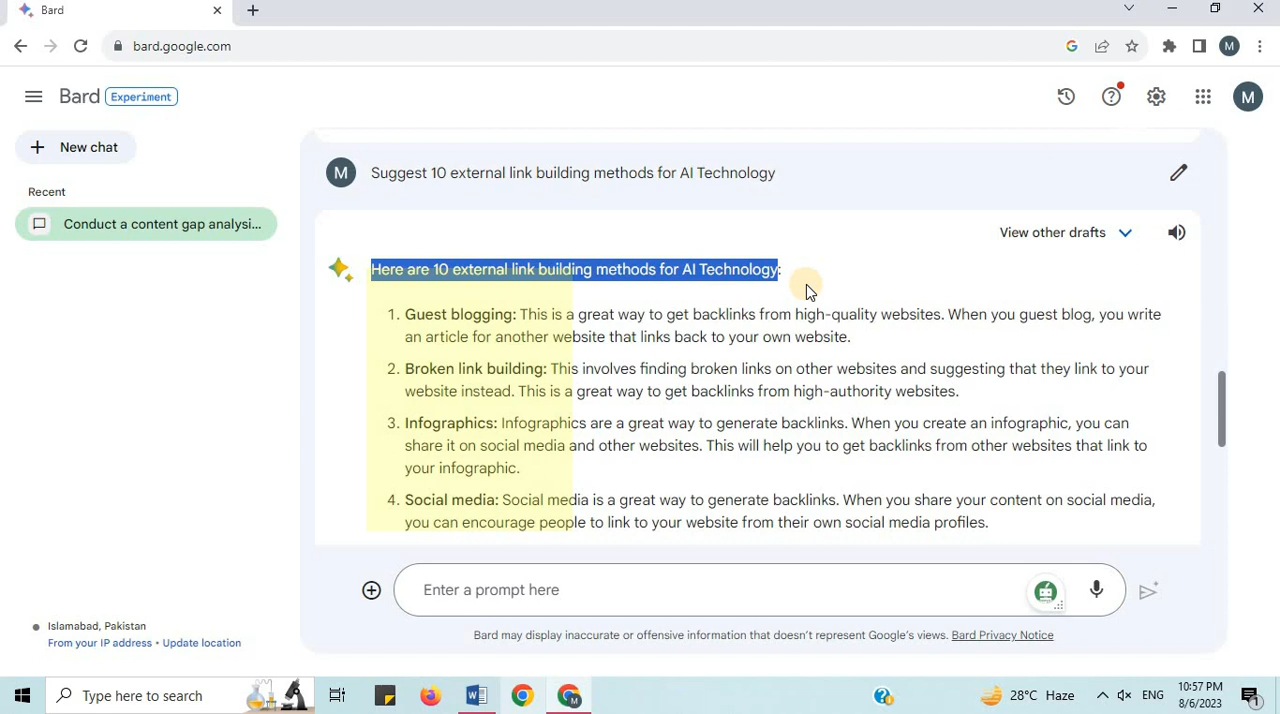 Bard
bard.google.com
M
Bard Experiment
M
New chat
Recent
Conduct a content gap analysi...
M Suggest 10 external link building methods for AI Technology
View other drafts
Here are 10 external link building methods for AI Technology:
1. Guest blogging: This is a great way to get backlinks from high-quality websites. When you guest blog, you write
an article for another website that links back to your own website.
2. Broken link building: This involves finding broken links on other websites and suggesting that they link to your
website instead. This is a great way to get backlinks from high-authority websites.
3. Infographics: Infographics are a great way to generate backlinks. When you create an infographic, you can
share it on social media and other websites. This will help you to get backlinks from other websites that link to
your infographic.
4. Social media: Social media is a great way to generate backlinks. When you share your content on social media,
you can encourage people to link to your website from their own social media profiles.
Enter a prompt here
Islamabad, Pakistan
From your IP address • Update location
Bard may display inaccurate or offensive information that doesn't represent Google's views. Bard Privacy Notice
Type here to search
28°C Haze
ENG
10:57 PM
8/6/2023
1